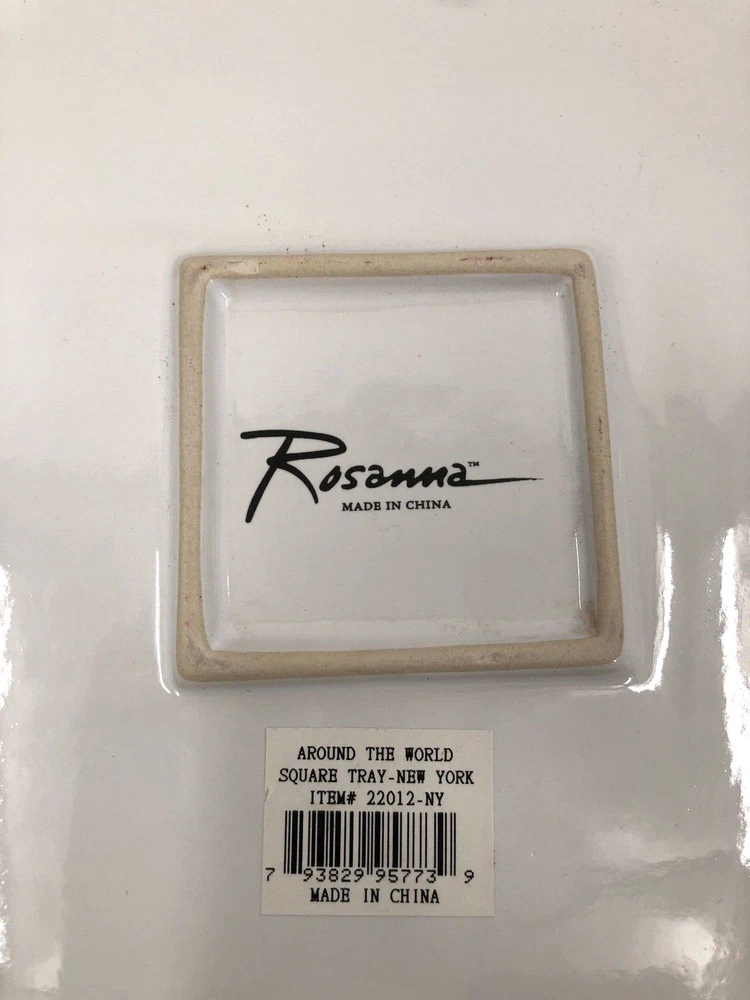 Rosanna™
MADE IN CHINA
AROUND THE WORLD
SQUARE TRAY-NEW YORK
ITEM# 22012-NY
7 93829 95773 9
MADE IN CHINA